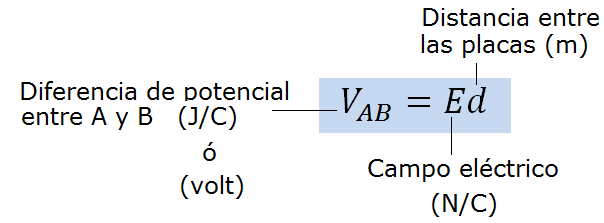 Distancia entre
las placas (m)
Diferencia de potencial
entre A y B (J/C)
ó
(volt)
V_AB = Ed
Campo eléctrico
(N/C)